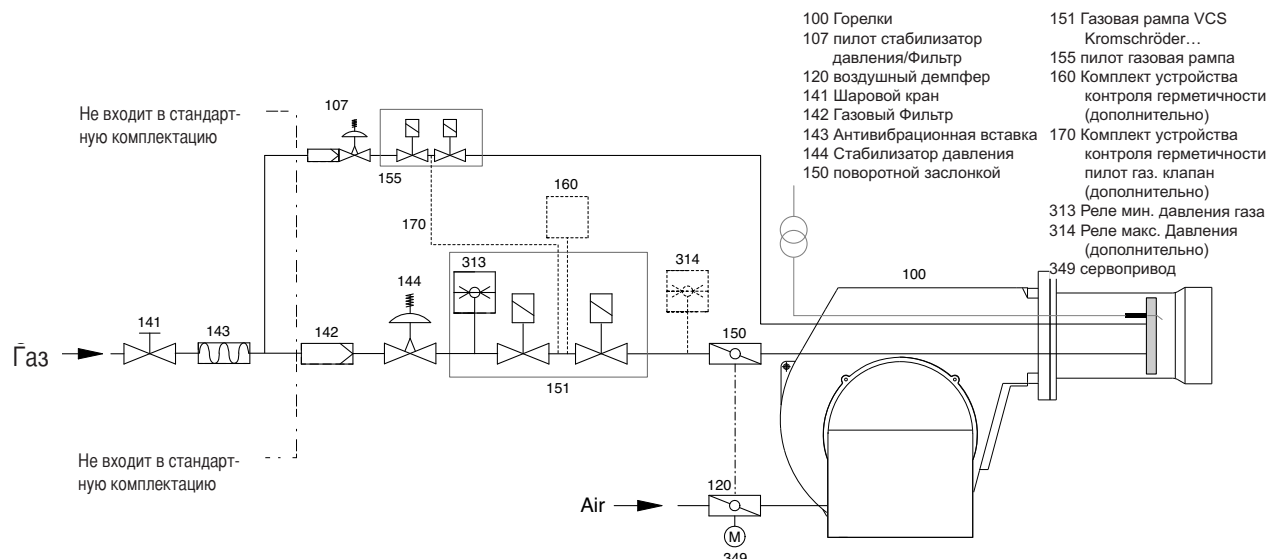 100 Горелки
107 пилот стабилизатор
давления/Фильтр
120 воздушный демпфер
141 Шаровой кран
142 Газовый Фильтр
143 Антивибрационная вставка
144 Стабилизатор давления
150 поворотной заслонкой
151 Газовая рампа VCS
Kromschröder…
155 пилот газовая рампа
160 Комплект устройства
контроля герметичности
(дополнительно)
170 Комплект устройства
контроля герметичности
пилот газ. клапан
(дополнительно)
313 Реле мин. давления газа
314 Реле макс. Давления
(дополнительно)
349 сервопривод
Не входит в стандарт-
ную комплектацию
107
155
160
170
313
314
100
144
141
143
142
150
Газ
151
Не входит в стандарт-
ную комплектацию
120
Air
M
349